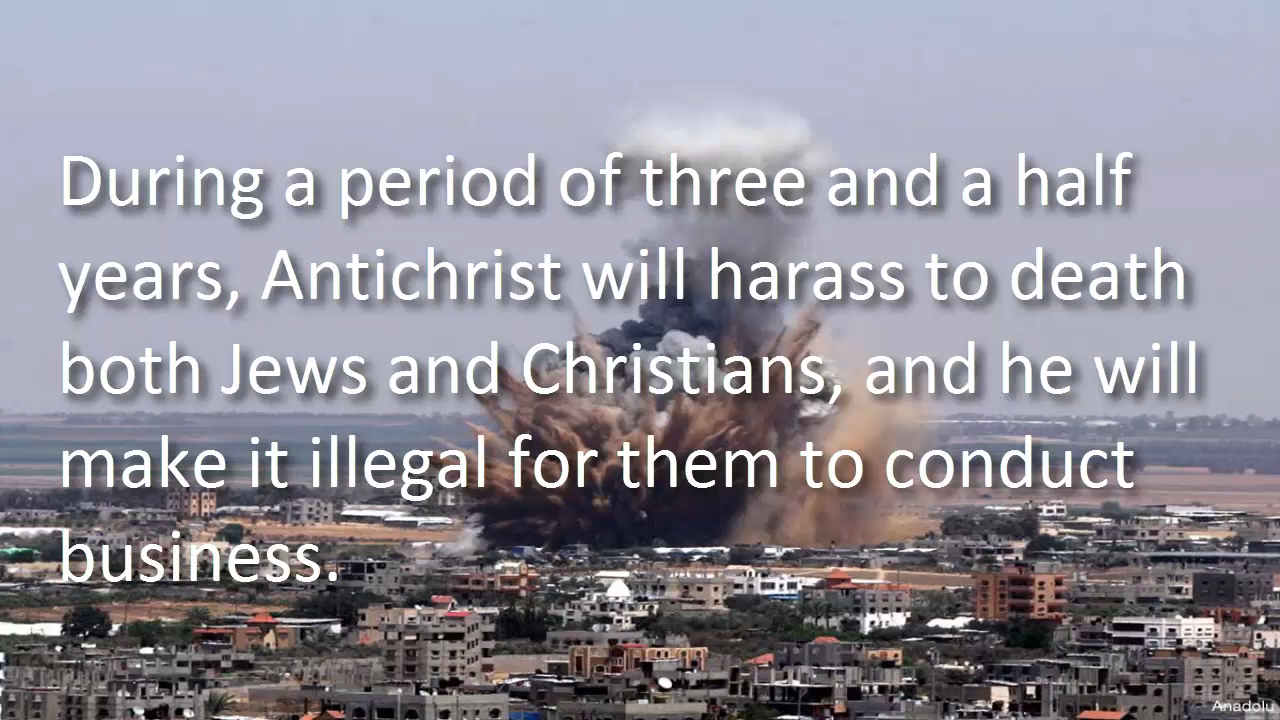 During a period of three and a half
years, Antichrist will harass to death
both Jews and Christians, and he will
make it illegal for them to conduct
business.
Anadolu